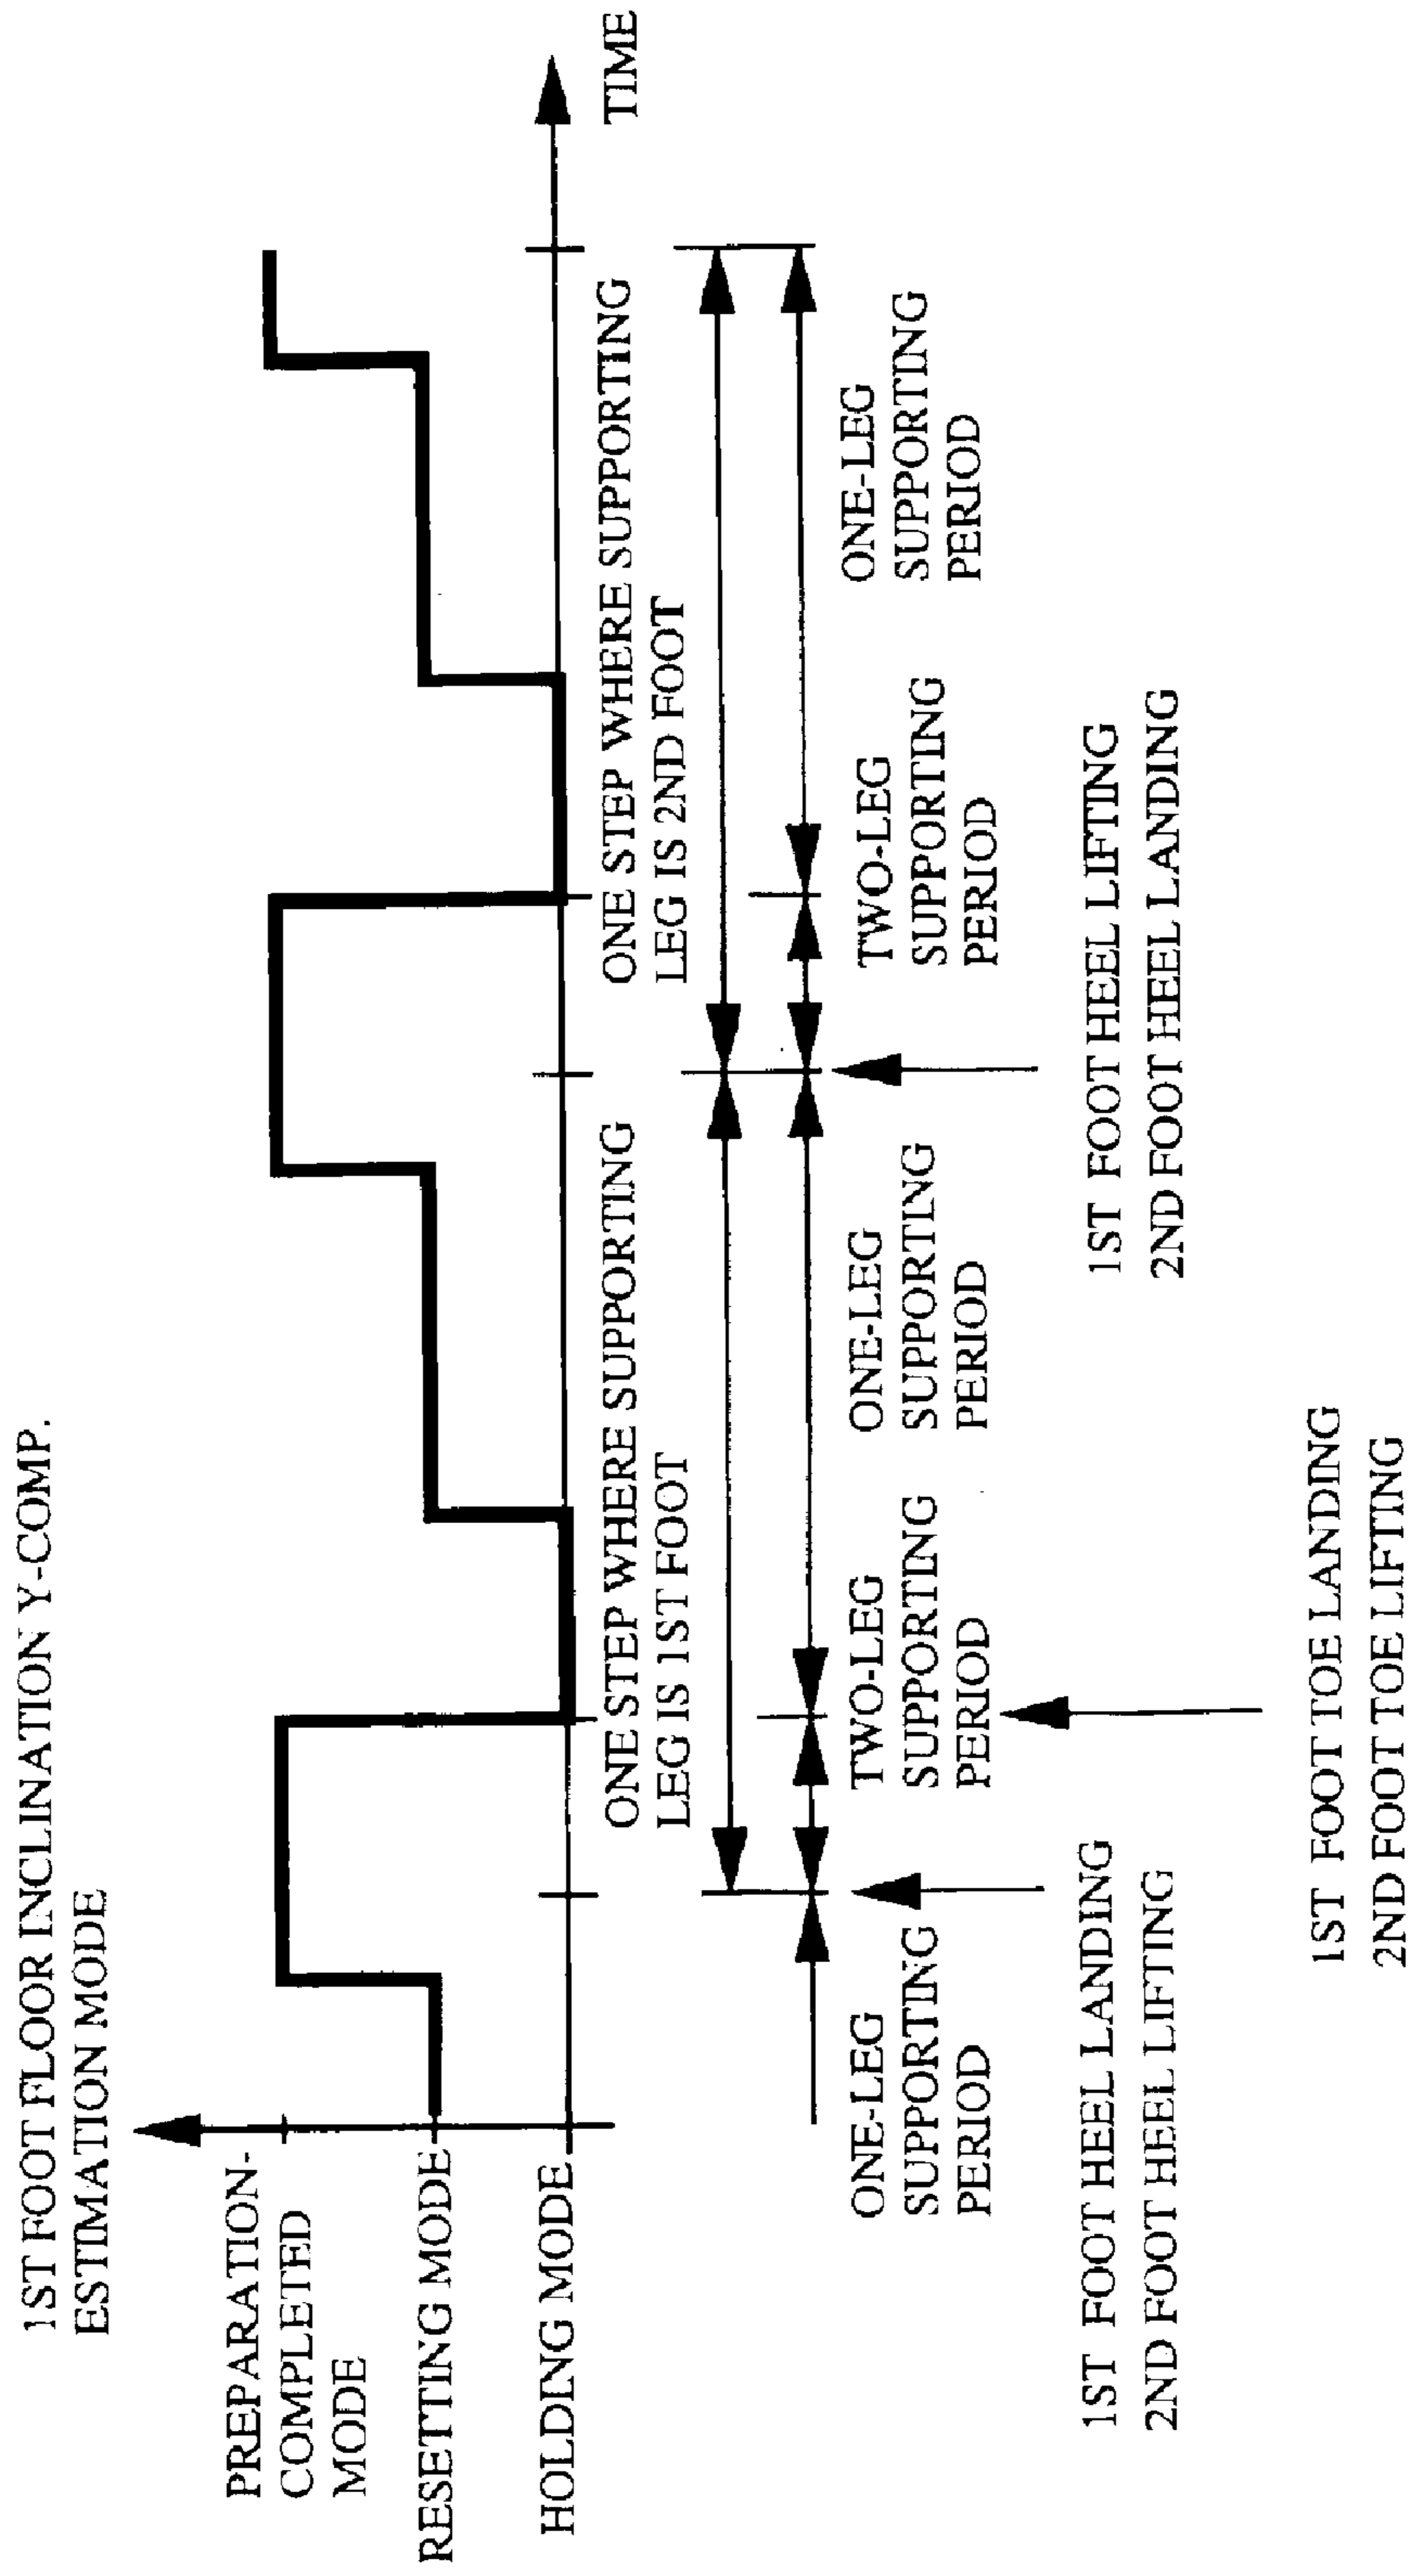 1ST FOOT FLOOR INCLINATION Y-COMP.
ESTIMATION MODE
PREPARATION-
COMPLETED
MODE
RESETTING MODE
HOLDING MODE
TIME
ONE STEP WHERE SUPPORTING
LEG IS 1ST FOOT
ONE STEP WHERE SUPPORTING
LEG IS 2ND FOOT
ONE-LEG
SUPPORTING
PERIOD
TWO-LEG
SUPPORTING
PERIOD
ONE-LEG
SUPPORTING
PERIOD
TWO-LEG
SUPPORTING
PERIOD
ONE-LEG
SUPPORTING
PERIOD
1ST FOOT HEEL LANDING
2ND FOOT HEEL LIFTING
1ST FOOT HEEL LIFTING
2ND FOOT HEEL LANDING
1ST FOOT TOE LANDING
2ND FOOT TOE LIFTING